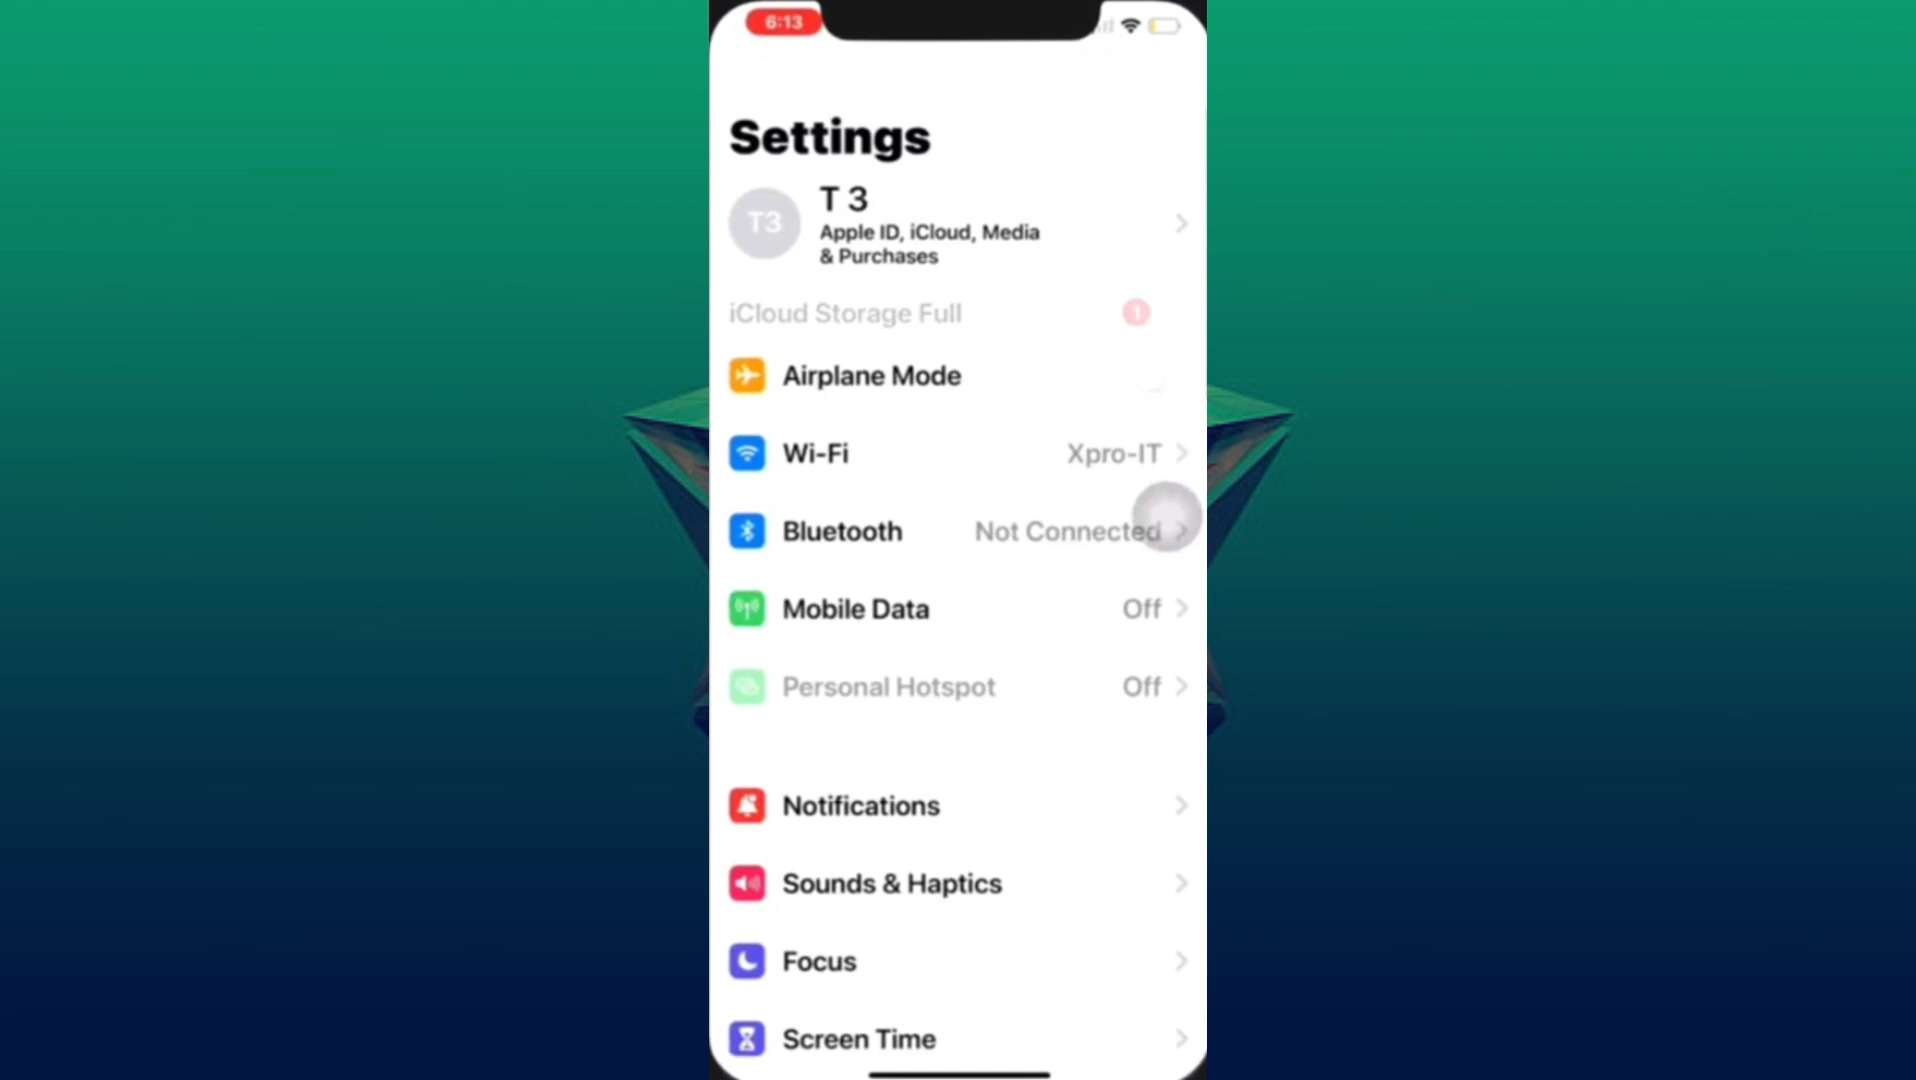 6:13
Settings
T3
T 3
Apple ID, iCloud, Media
& Purchases
iCloud Storage Full
1
Airplane Mode
Wi-Fi
Xpro-IT
Bluetooth
Not Connected
Mobile Data
Off
Personal Hotspot
Off
Notifications
Sounds & Haptics
Focus
Screen Time